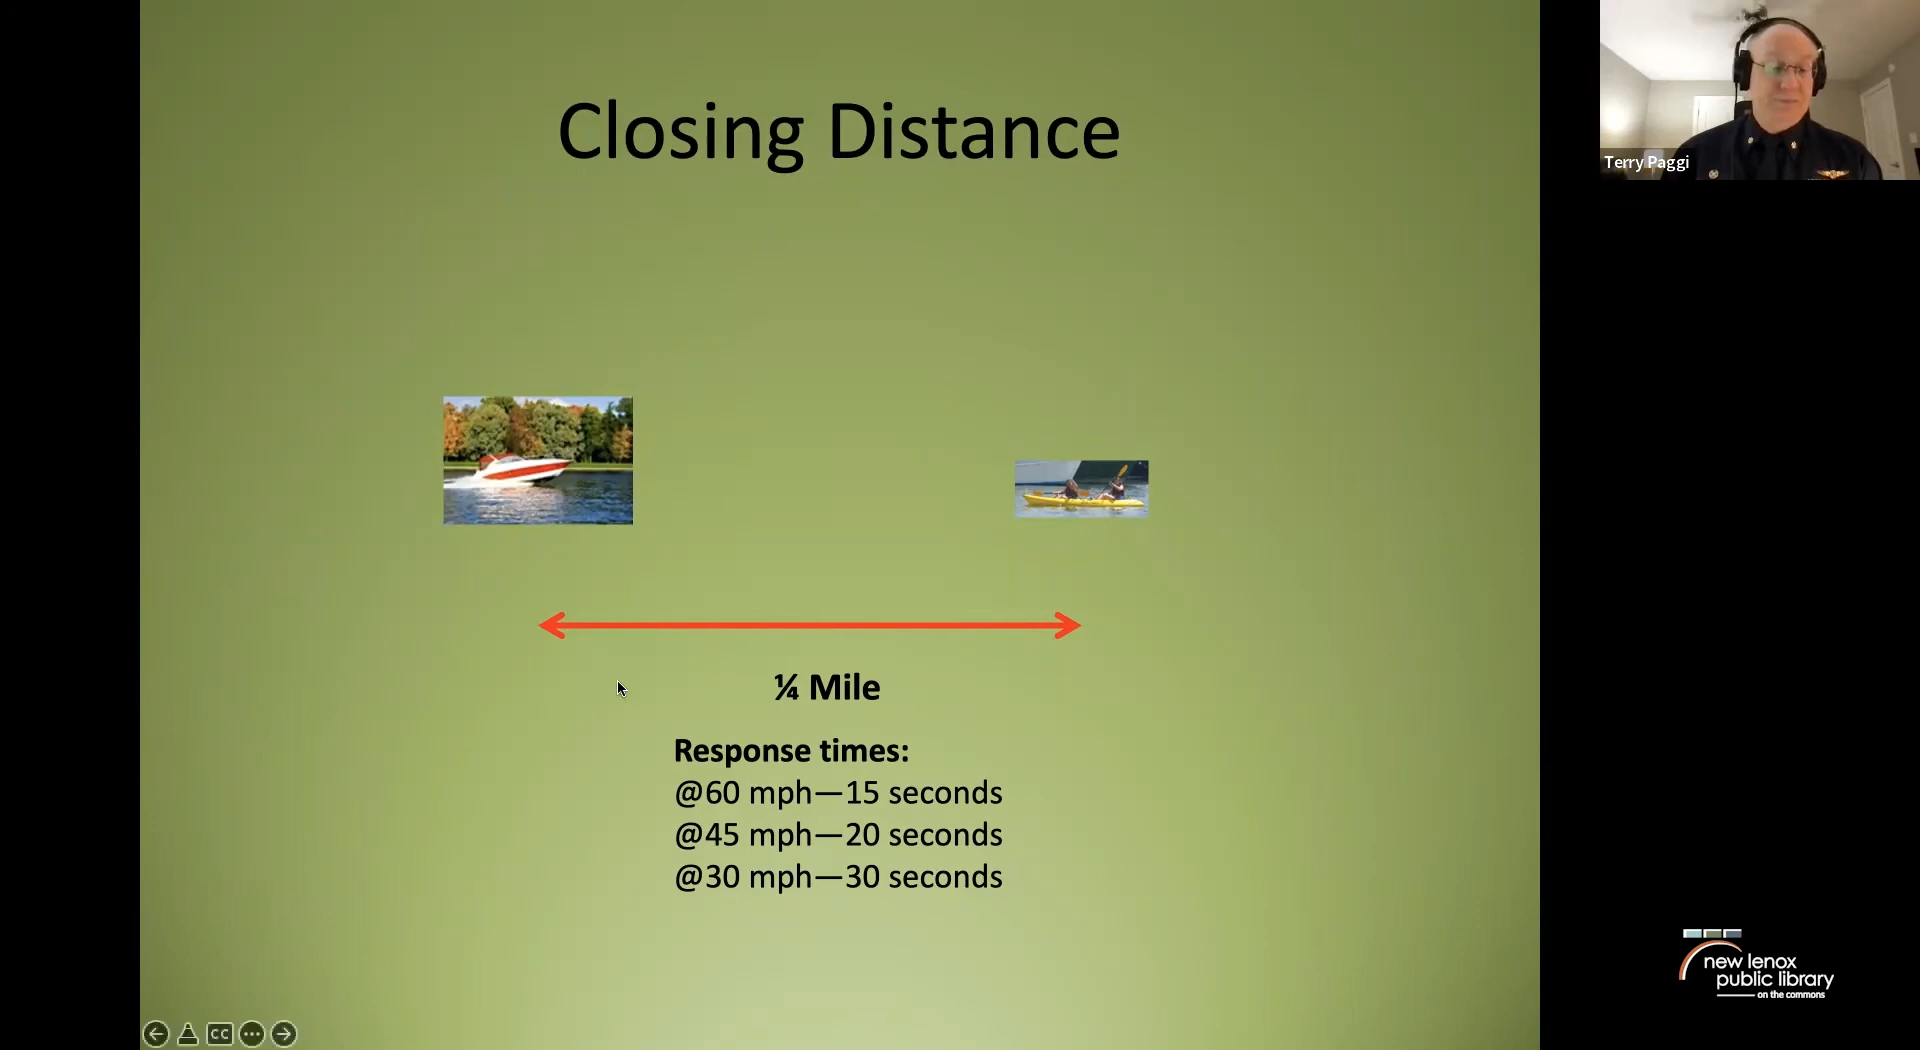 Closing Distance
¼ Mile
Response times:
@60 mph—15 seconds
@45 mph—20 seconds
@30 mph—30 seconds
Terry Paggi
new lenox
public library
on the commons
CC